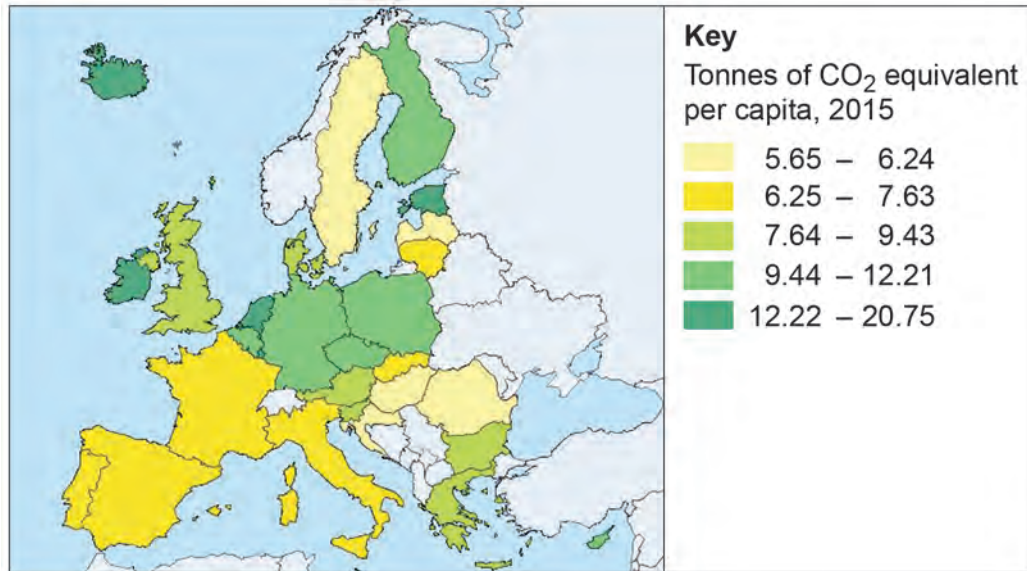 Key
Tonnes of CO₂ equivalent
per capita, 2015
5.65 – 6.24
6.25 – 7.63
7.64 – 9.43
9.44 – 12.21
12.22 – 20.75